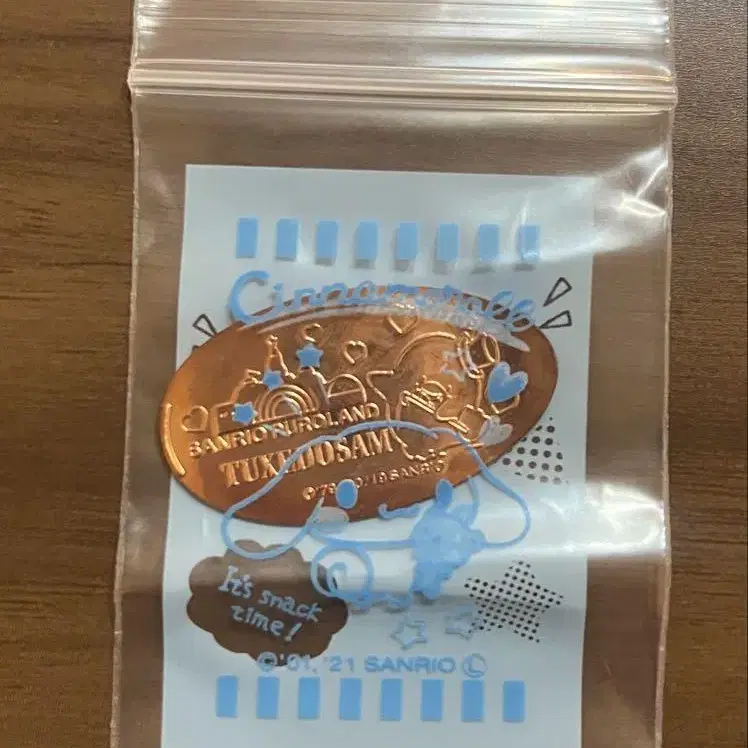 Cinnamoroll
SANRIO PUROLAND
TUXEDOSAM
It's snack
time!
©'01, '21 SANRIO Ⓛ